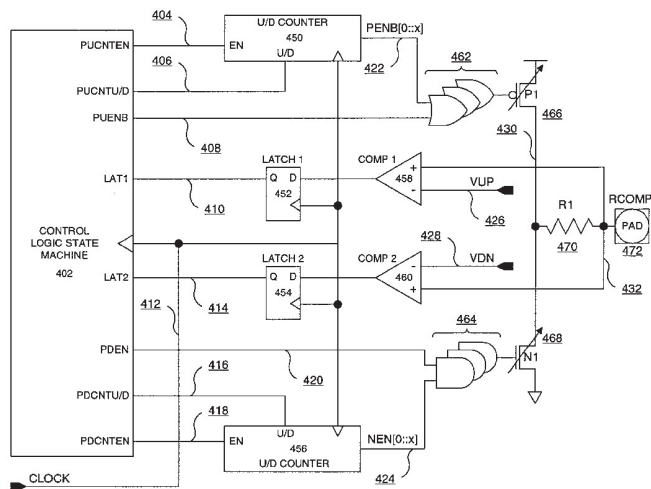 404
U/D COUNTER
PENB[0::x]
PUCNTEN
EN
450
U/D
422
462
406
PUCNTU/D
P1
PUENB
466
408
430
LATCH 1
COMP 1
+
LAT1
Q D
458
VUP
R1
RCOMP
452
-
410
426
PAD
CONTROL
LOGIC STATE
MACHINE
402
470
472
LATCH 2
COMP 2
428
VDN
432
LAT2
Q D
-
460
412
414
454
+
464
468
PDEN
N1
416
420
PDCNTU/D
418
U/D
PDCNTEN
EN
456
NEN[0::x]
U/D COUNTER
424
CLOCK